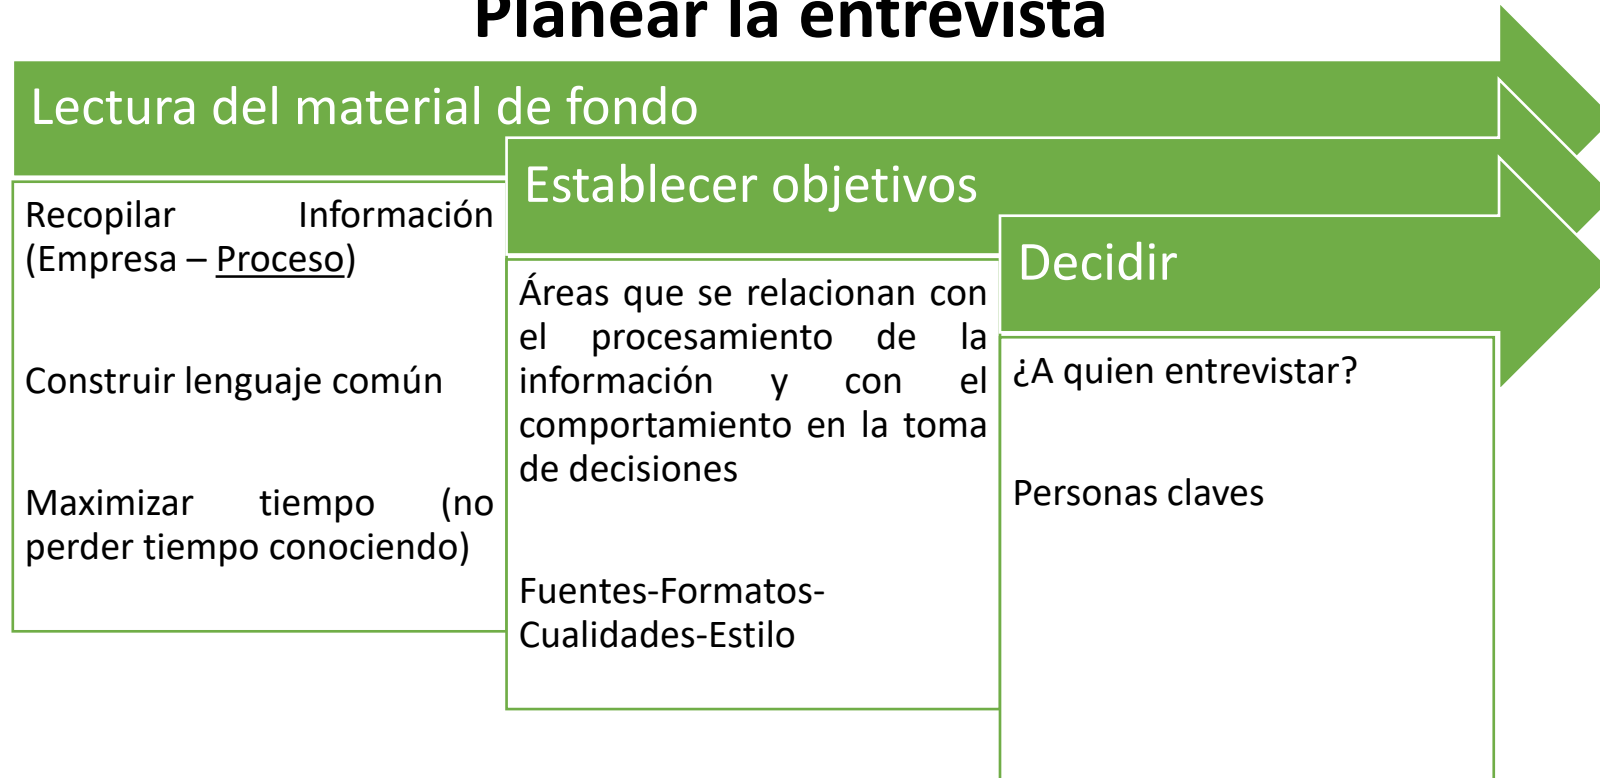 Planear la entrevista
Lectura del material de fondo
Recopilar Información
(Empresa – Proceso)
Construir lenguaje común
Maximizar tiempo (no
perder tiempo conociendo)
Establecer objetivos
Áreas que se relacionan con
el procesamiento de la
información y con el
comportamiento en la toma
de decisiones
Fuentes-Formatos-
Cualidades-Estilo
Decidir
¿A quien entrevistar?
Personas claves